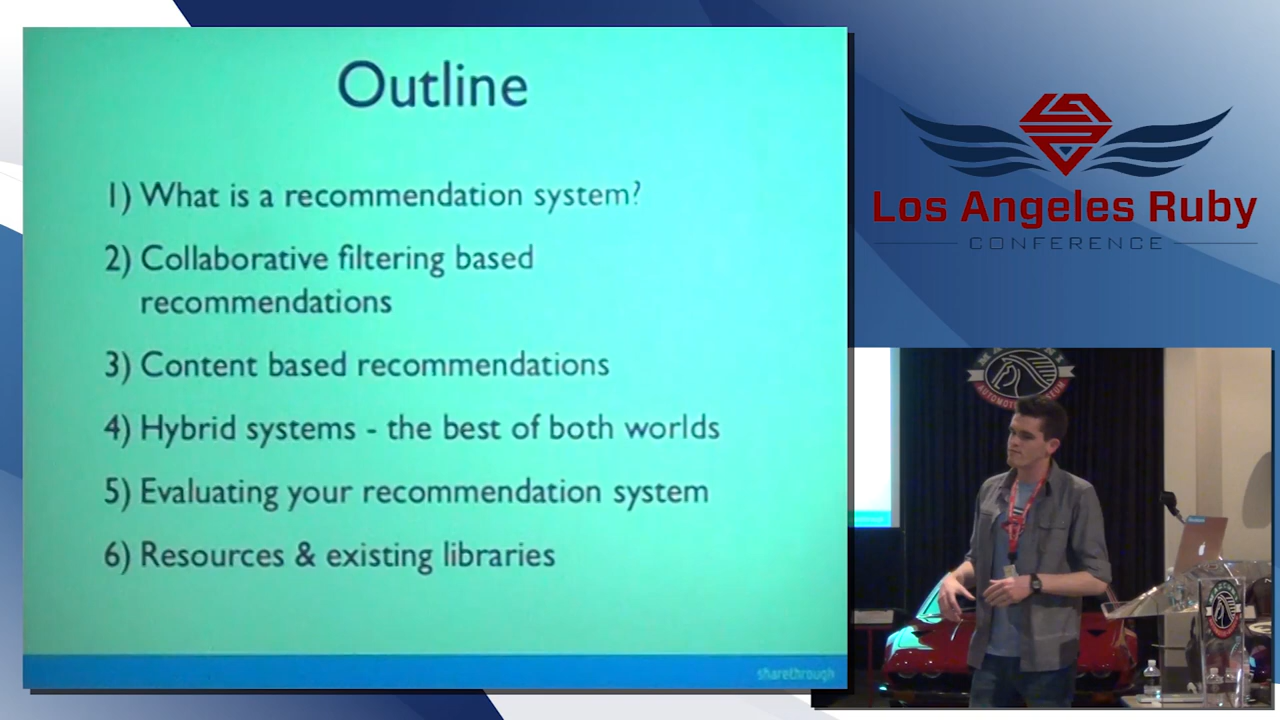 Outline
1) What is a recommendation system?
2) Collaborative filtering based
recommendations
3) Content based recommendations
4) Hybrid systems - the best of both worlds
5) Evaluating your recommendation system
6) Resources & existing libraries
sharethrough
Los Angeles Ruby
CONFERENCE